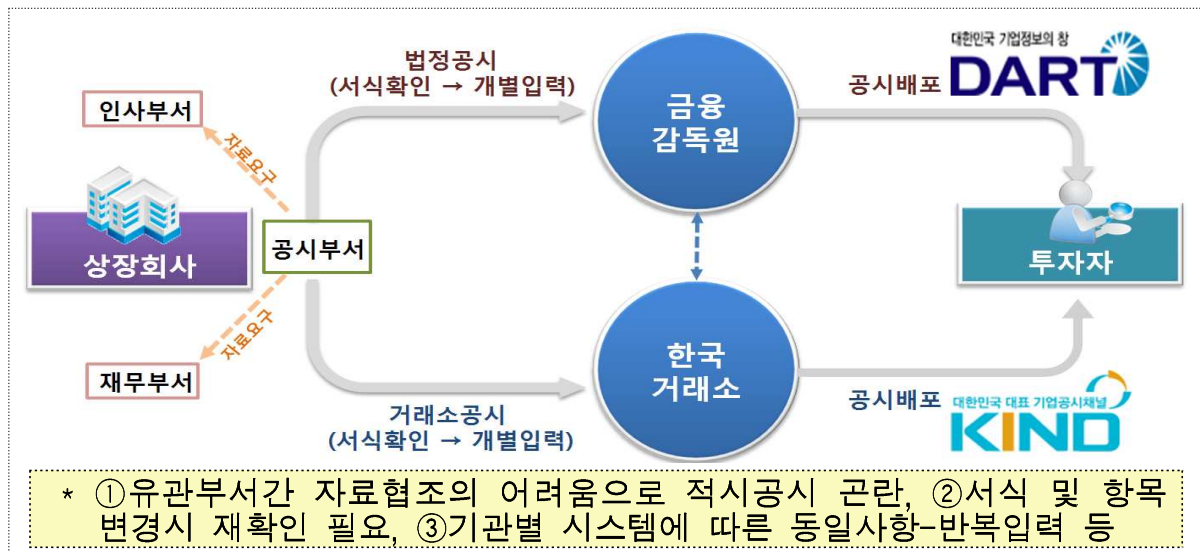 법정공시
(서식확인 → 개별입력)
대한민국 기업정보의 창
DART
공시배포
인사부서
자료요구
금융
감독원
상장회사
공시부서
투자자
자료요구
재무부서
한국
거래소
거래소공시
(서식확인 → 개별입력)
공시배포
대한민국 대표 기업공시채널
KIND
* ①유관부서간 자료협조의 어려움으로 적시공시 곤란, ②서식 및 항목
변경시 재확인 필요, ③기관별 시스템에 따른 동일사항-반복입력 등